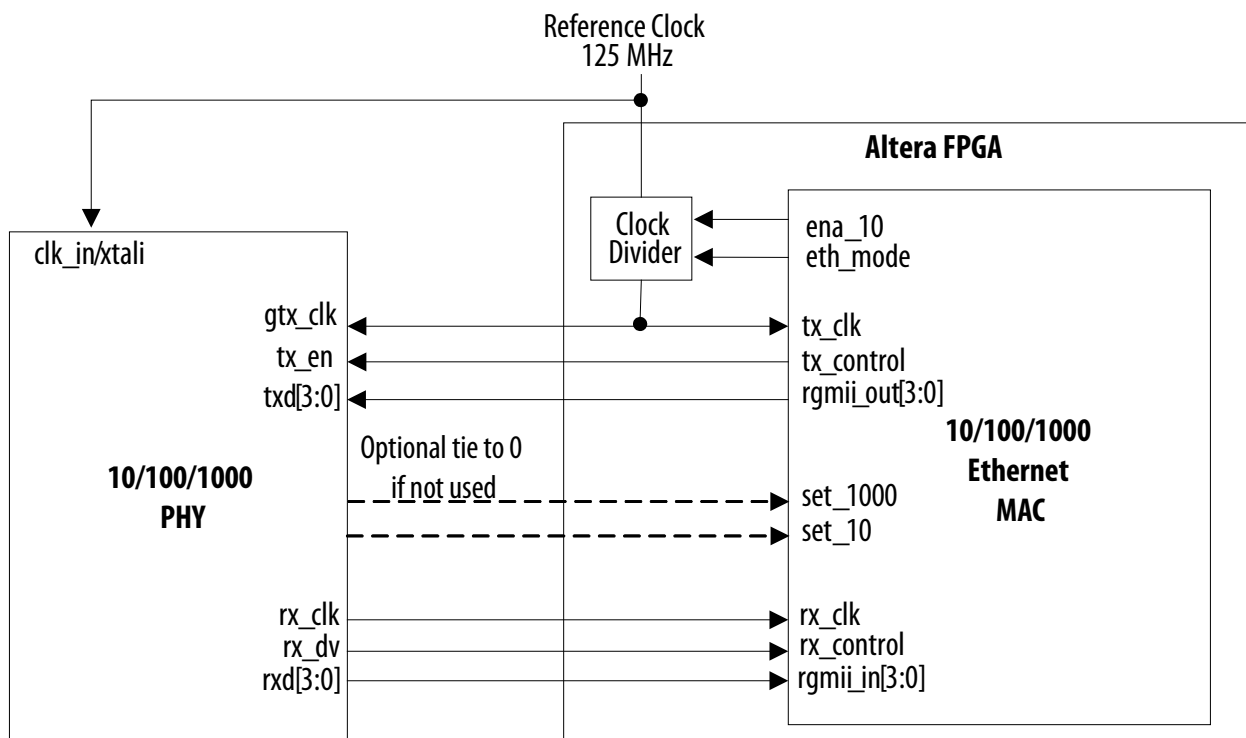 Reference Clock
125 MHz
Altera FPGA
Clock
Divider
ena_10
eth_mode
clk_in/xtali
gtx_clk
tx_clk
tx_en
tx_control
txd[3:0]
rgmii_out[3:0]
Optional tie to 0
if not used
10/100/1000
PHY
10/100/1000
Ethernet
MAC
set_1000
set_10
rx_clk
rx_clk
rx_dv
rx_control
rxd[3:0]
rgmii_in[3:0]